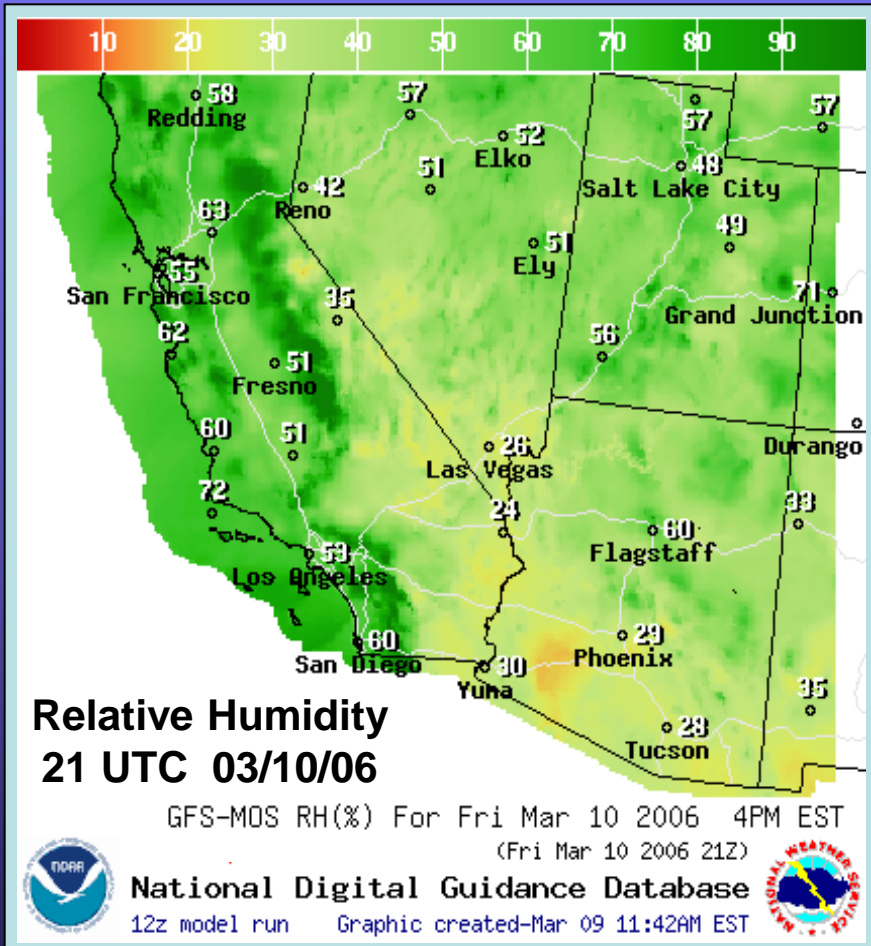 10 20 30 40 50 60 70 80 90
58
Redding
57
57
57
52
Elko
48
Salt Lake City
42
Reno
51
63
49
51
Ely
55
San Francisco
71
Grand Junction
35
62
56
51
Fresno
60
51
26
Las Vegas
Durango
72
24
33
60
Flagstaff
53
Los Angeles
60
San Diego
29
Phoenix
30
Yuma
35
28
Tucson
Relative Humidity
21 UTC 03/10/06
GFS-MOS RH(%) For Fri Mar 10 2006 4PM EST
(Fri Mar 10 2006 21Z)
NOAA
National Digital Guidance Database
12z model run Graphic created-Mar 09 11:42AM EST
NATIONAL WEATHER SERVICE